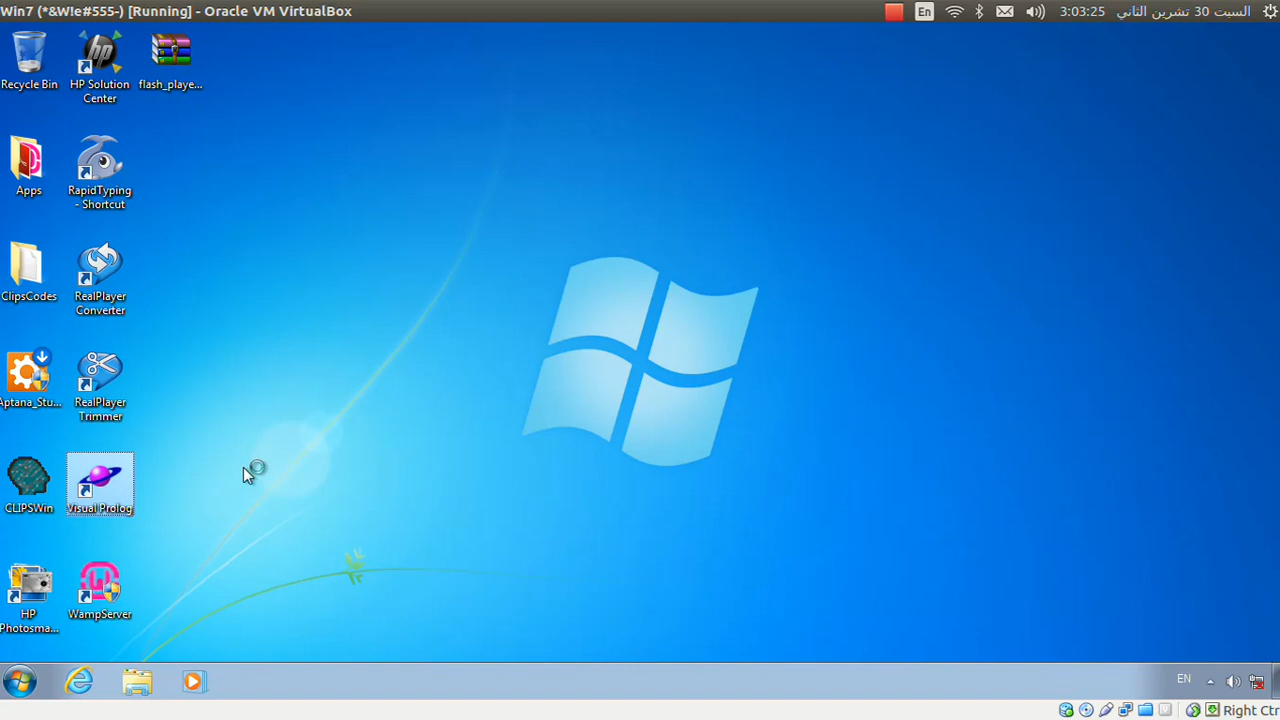 Win7 (*&W!e#555-) [Running] - Oracle VM VirtualBox
En
3:03:25
السبت 30 تشرين الثاني
Recycle Bin
HP Solution
Center
flash_playe...
Apps
RapidTyping
- Shortcut
ClipsCodes
RealPlayer
Converter
Aptana_Stu...
RealPlayer
Trimmer
CLIPSWin
Visual Prolog
HP
Photosma...
WampServer
EN
Right Ctr